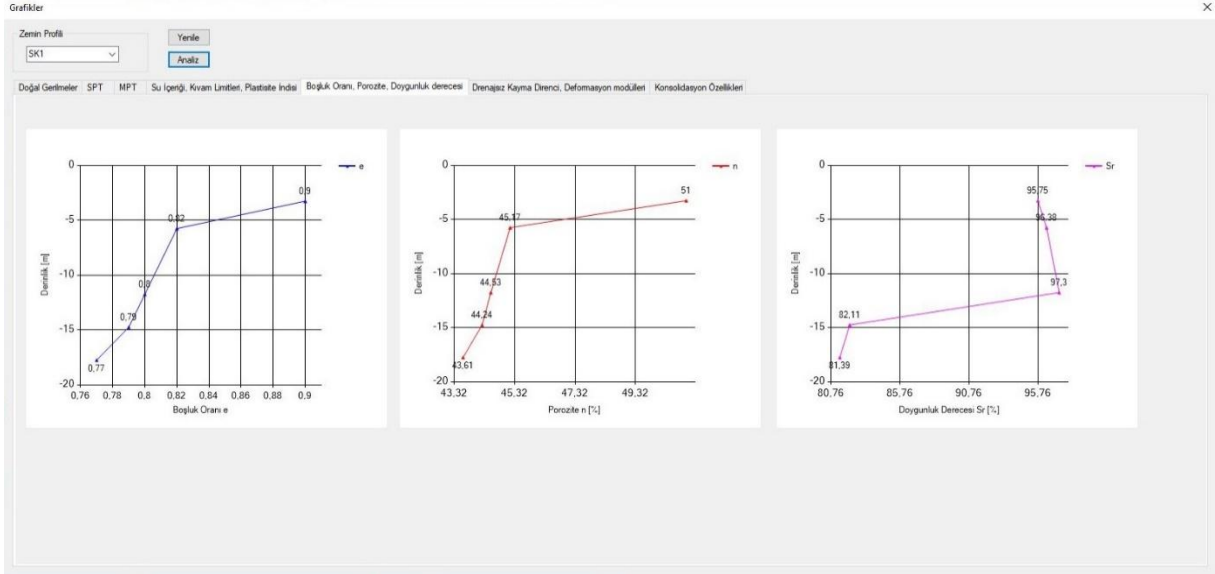 Grafikler
Zemin Profili
SK1
Yenile
Analiz
Doğal Gerilmeler SPT MPT Su İçeriği, Kıvam Limitleri, Plastisite İndisi Boşluk Oranı, Porozite, Doygunluk derecesi Drenajsız Kayma Direnci, Deformasyon modülleri Konsolidasyon Özellikleri
e
0
-5
-10
-15
-20
Derinlik [m]
0,9
0,82
0,8
0,79
0,77
0,76 0,78 0,8 0,82 0,84 0,86 0,88 0,9
Boşluk Oranı e
n
0
-5
-10
-15
-20
Derinlik [m]
51
45,17
44,53
44,24
43,61
43,32 45,32 47,32 49,32
Porozite n [%]
Sr
0
-5
-10
-15
-20
Derinlik [m]
95,75
96,38
97,3
82,11
81,39
80,76 85,76 90,76 95,76
Doygunluk Derecesi Sr [%]